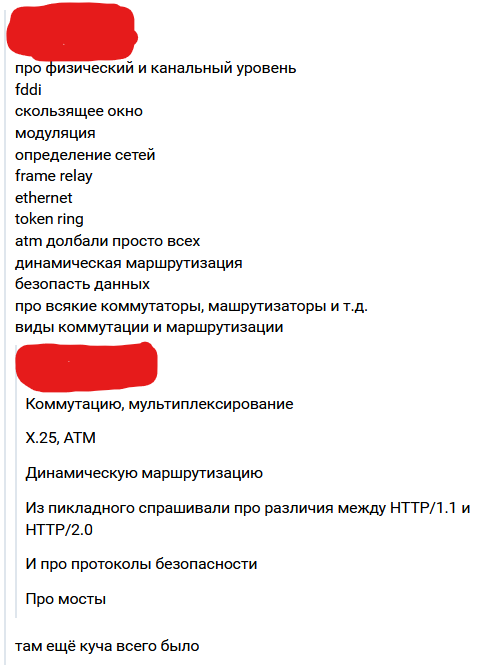 про физический и канальный уровень
fddi
скользящее окно
модуляция
определение сетей
frame relay
ethernet
token ring
atm долбали просто всех
динамическая маршрутизация
безопасть данных
про всякие коммутаторы, машрутизаторы и т.д.
виды коммутации и маршрутизации
Коммутацию, мультиплексирование
X.25, ATM
Динамическую маршрутизацию
Из пикладного спрашивали про различия между HTTP/1.1 и
HTTP/2.0
И про протоколы безопасности
Про мосты
там ещё куча всего было